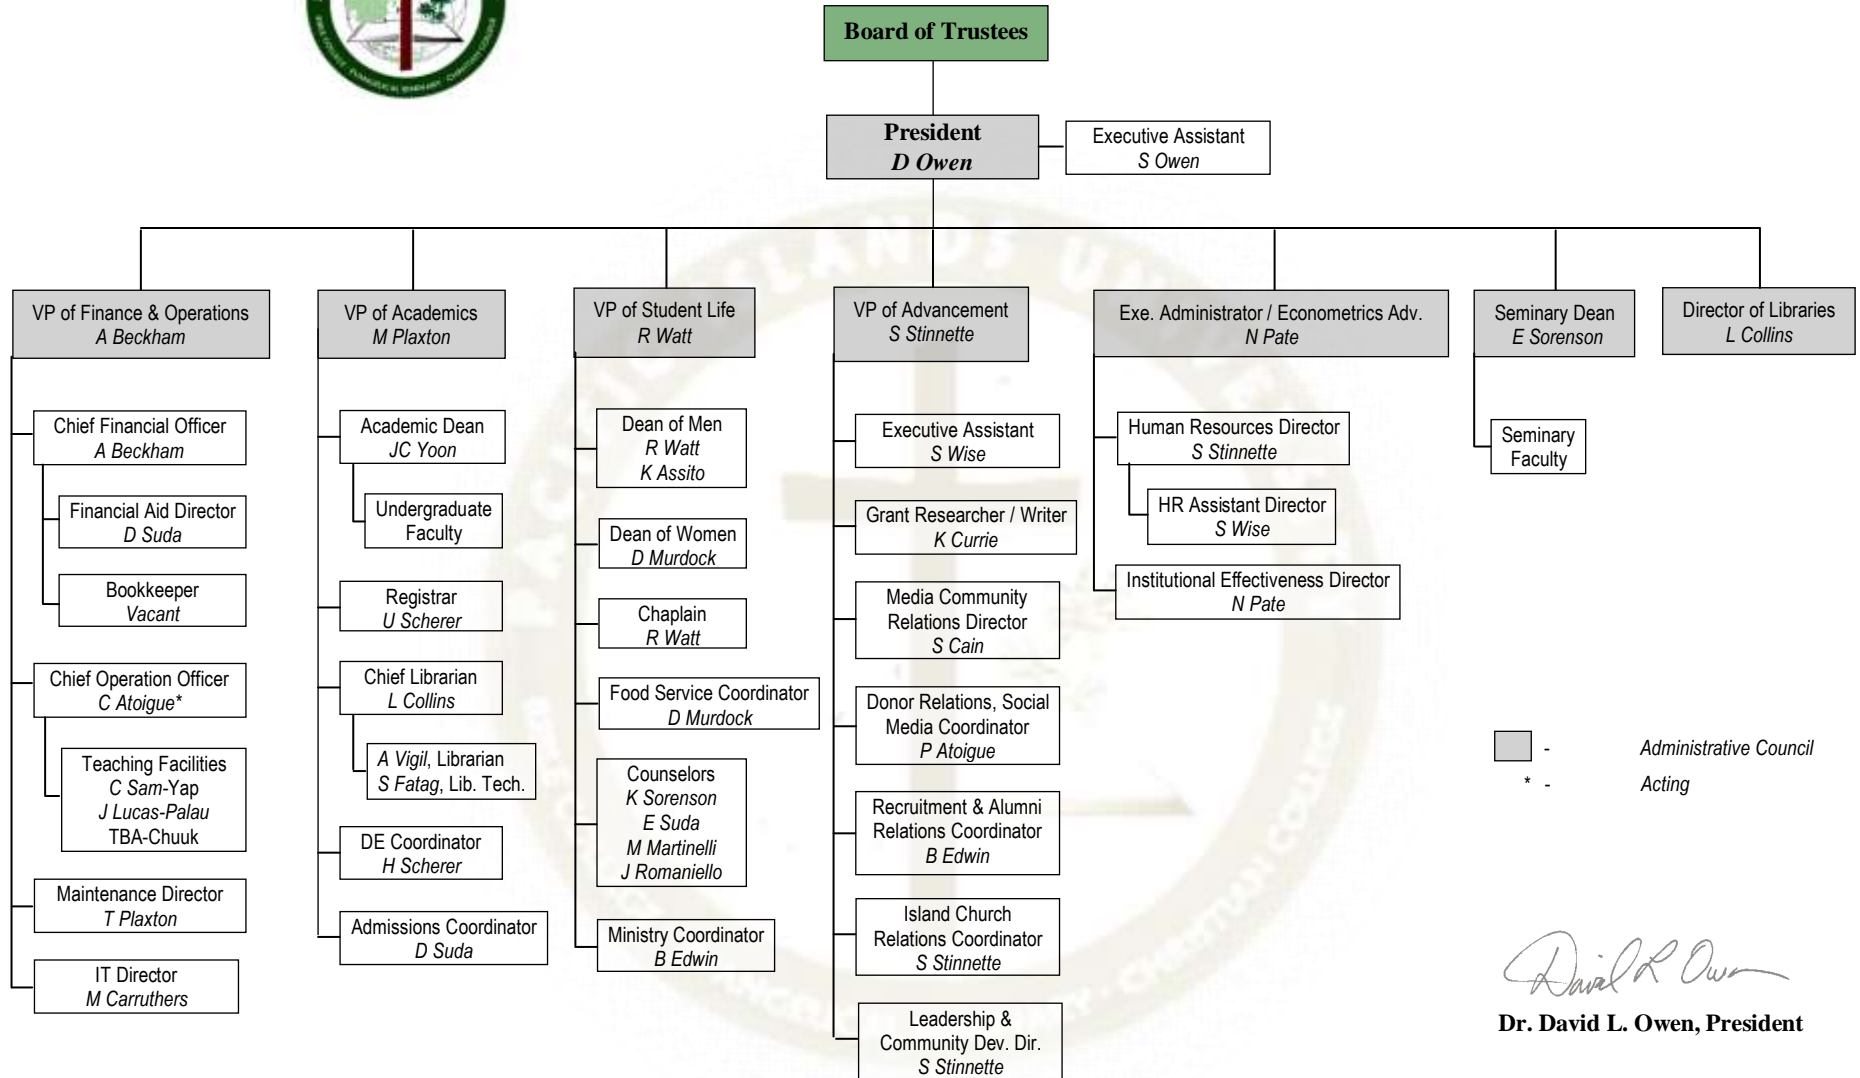 Board of Trustees
President
D Owen
Executive Assistant
S Owen
VP of Finance & Operations
A Beckham
Chief Financial Officer
A Beckham
Financial Aid Director
D Suda
Bookkeeper
Vacant
Chief Operation Officer
C Atoigue*
Teaching Facilities
C Sam-Yap
J Lucas-Palau
TBA-Chuuk
Maintenance Director
T Plaxton
IT Director
M Carruthers
VP of Academics
M Plaxton
Academic Dean
JC Yoon
Undergraduate
Faculty
Registrar
U Scherer
Chief Librarian
L Collins
A Vigil, Librarian
S Fatag, Lib. Tech.
DE Coordinator
H Scherer
Admissions Coordinator
D Suda
VP of Student Life
R Watt
Dean of Men
R Watt
K Assito
Dean of Women
D Murdock
Chaplain
R Watt
Food Service Coordinator
D Murdock
Counselors
K Sorenson
E Suda
M Martinelli
J Romaniello
Ministry Coordinator
B Edwin
VP of Advancement
S Stinnette
Executive Assistant
S Wise
Grant Researcher / Writer
K Currie
Media Community
Relations Director
S Cain
Donor Relations, Social
Media Coordinator
P Atoigue
Recruitment & Alumni
Relations Coordinator
B Edwin
Island Church
Relations Coordinator
S Stinnette
Leadership &
Community Dev. Dir.
S Stinnette
Exe. Administrator / Econometrics Adv.
N Pate
Human Resources Director
S Stinnette
HR Assistant Director
S Wise
Institutional Effectiveness Director
N Pate
Seminary Dean
E Sorenson
Seminary
Faculty
Director of Libraries
L Collins
- Administrative Council
* - Acting
David L Owen
Dr. David L. Owen, President
PACIFIC ISLANDS UNIVERSITY
CHRISTIAN COLLEGE